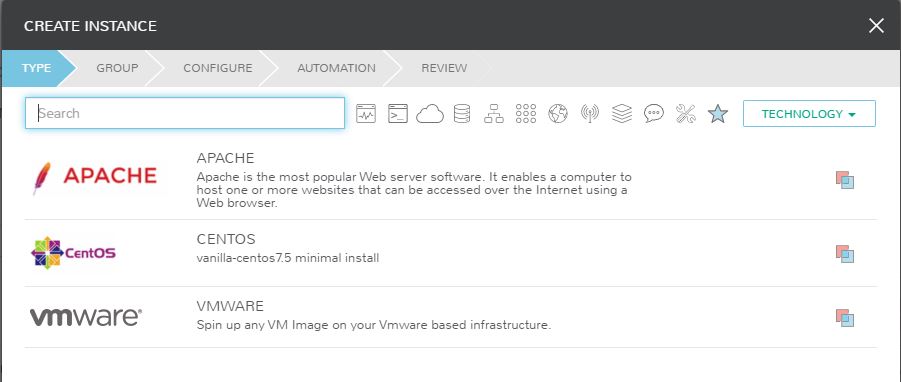 CREATE INSTANCE
TYPE GROUP CONFIGURE AUTOMATION REVIEW
Search TECHNOLOGY
APACHE
APACHE
Apache is the most popular Web server software. It enables a computer to
host one or more websites that can be accessed over the Internet using a
Web browser.
CentOS
CENTOS
vanilla-centos7.5 minimal install
vmware®
VMWARE
Spin up any VM Image on your Vmware based infrastructure.